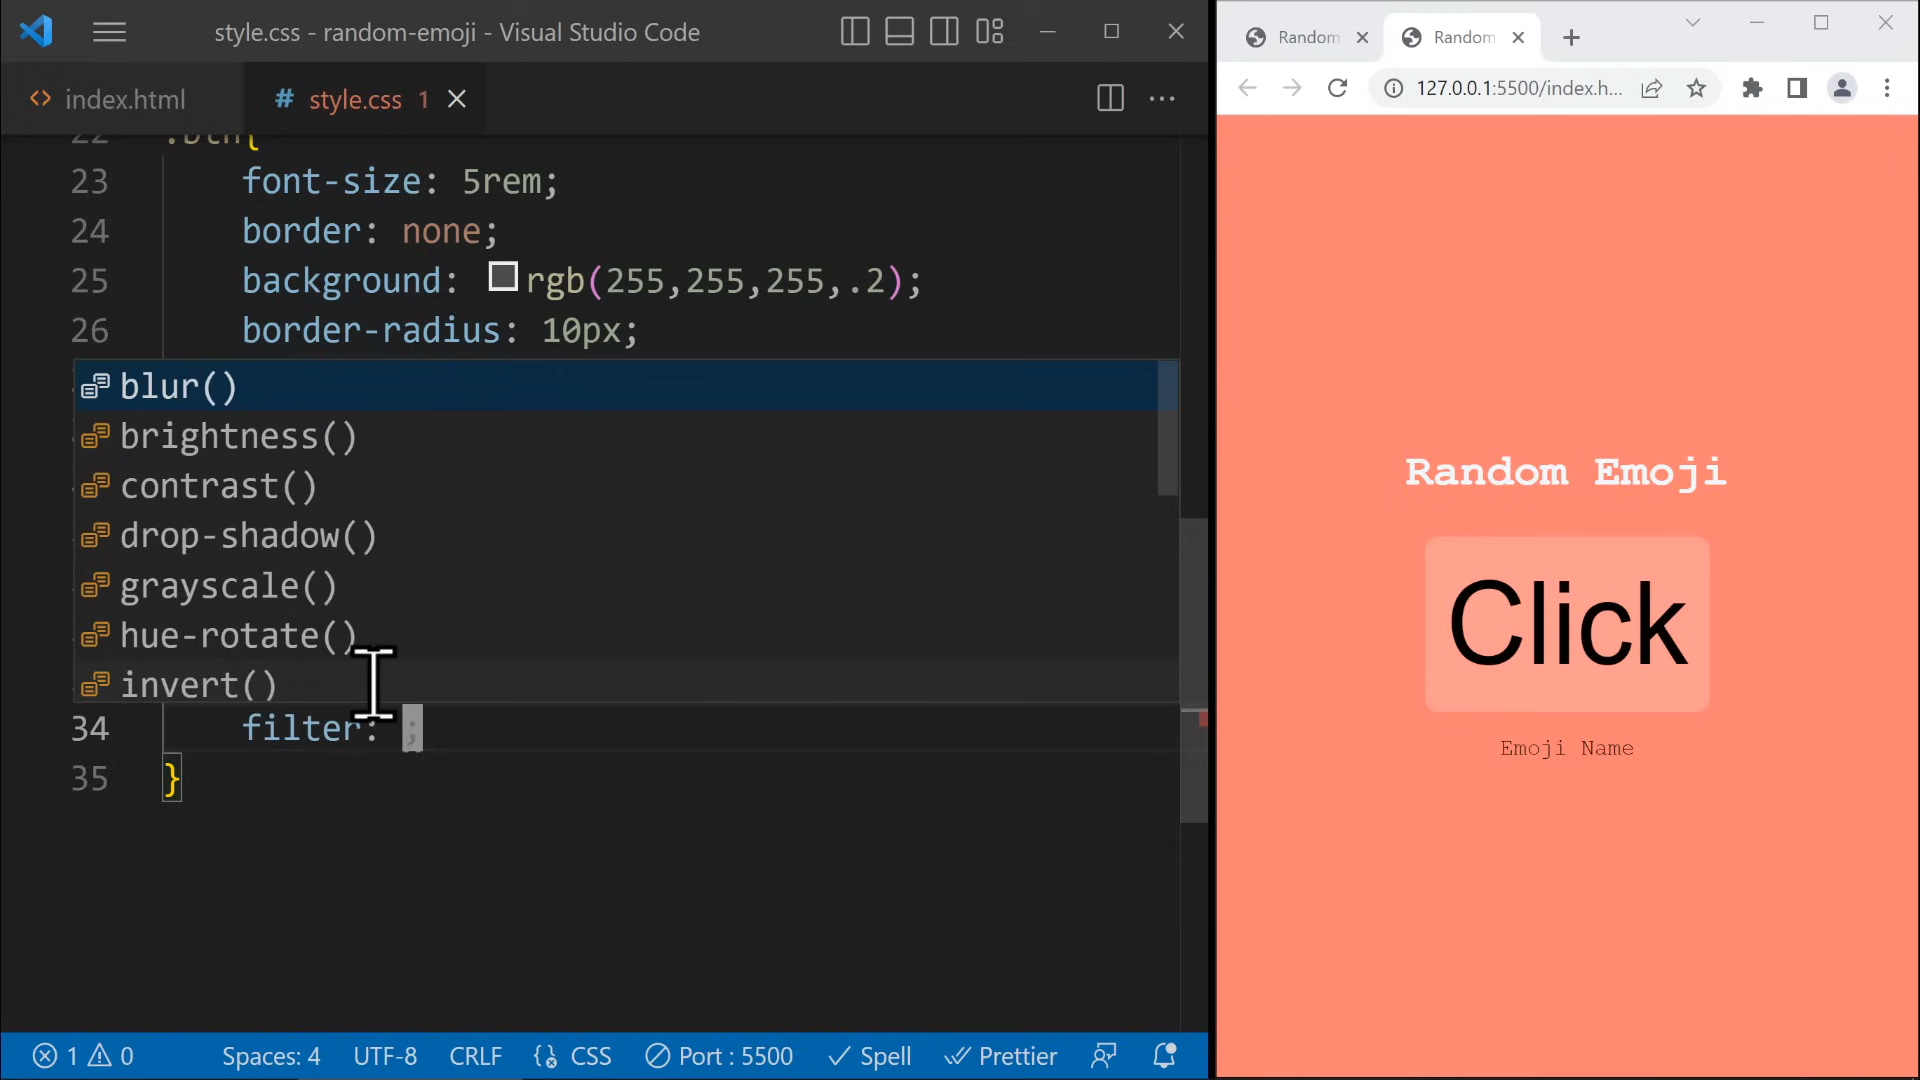 style.css - random-emoji - Visual Studio Code
index.html
# style.css 1
22 .btn{
23 font-size: 5rem;
24 border: none;
25 background: rgb(255,255,255,.2);
26 border-radius: 10px;
blur()
brightness()
contrast()
drop-shadow()
grayscale()
hue-rotate()
invert()
34 filter: ;
35 }
1 0 Spaces: 4 UTF-8 CRLF CSS Port : 5500 Spell Prettier
Random
Random
127.0.0.1:5500/index.h...
Random Emoji
Click
Emoji Name